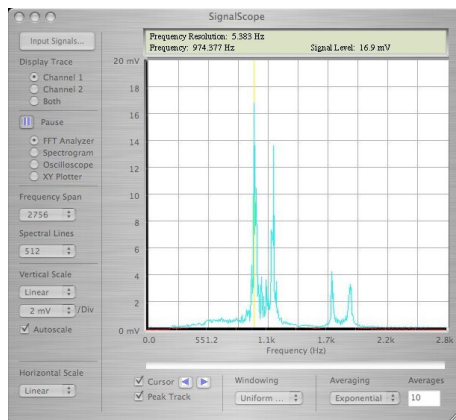 SignalScope
Input Signals...
Frequency Resolution: 5.383 Hz
Frequency: 974.377 Hz Signal Level: 16.9 mV
Display Trace
Channel 1
Channel 2
Both
Pause
FFT Analyzer
Spectrogram
Oscilloscope
XY Plotter
Frequency Span
2756
Spectral Lines
512
Vertical Scale
Linear
2 mV /Div
Autoscale
Horizontal Scale
Linear
20 mV
18
16
14
12
10
8
6
4
2
0 mV
0.0 551.2 1.1k 1.7k 2.2k 2.8k
Frequency (Hz)
Cursor
Peak Track
Windowing
Uniform ...
Averaging
Exponential
Averages
10